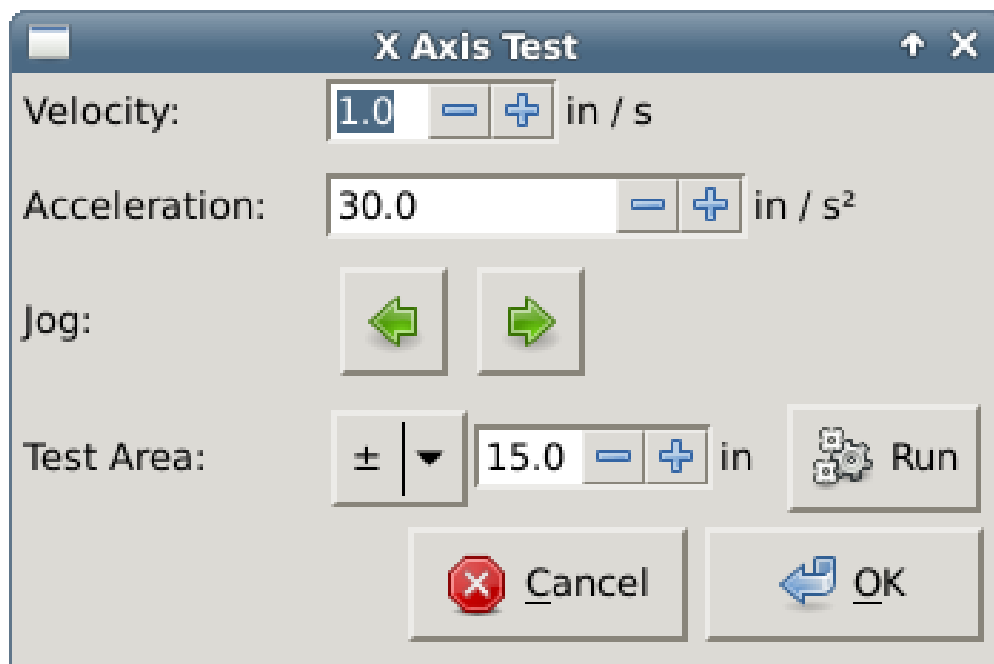 X Axis Test
Velocity: 1.0 in / s
Acceleration: 30.0 in / s²
Jog:
Test Area: ± 15.0 in Run
Cancel OK